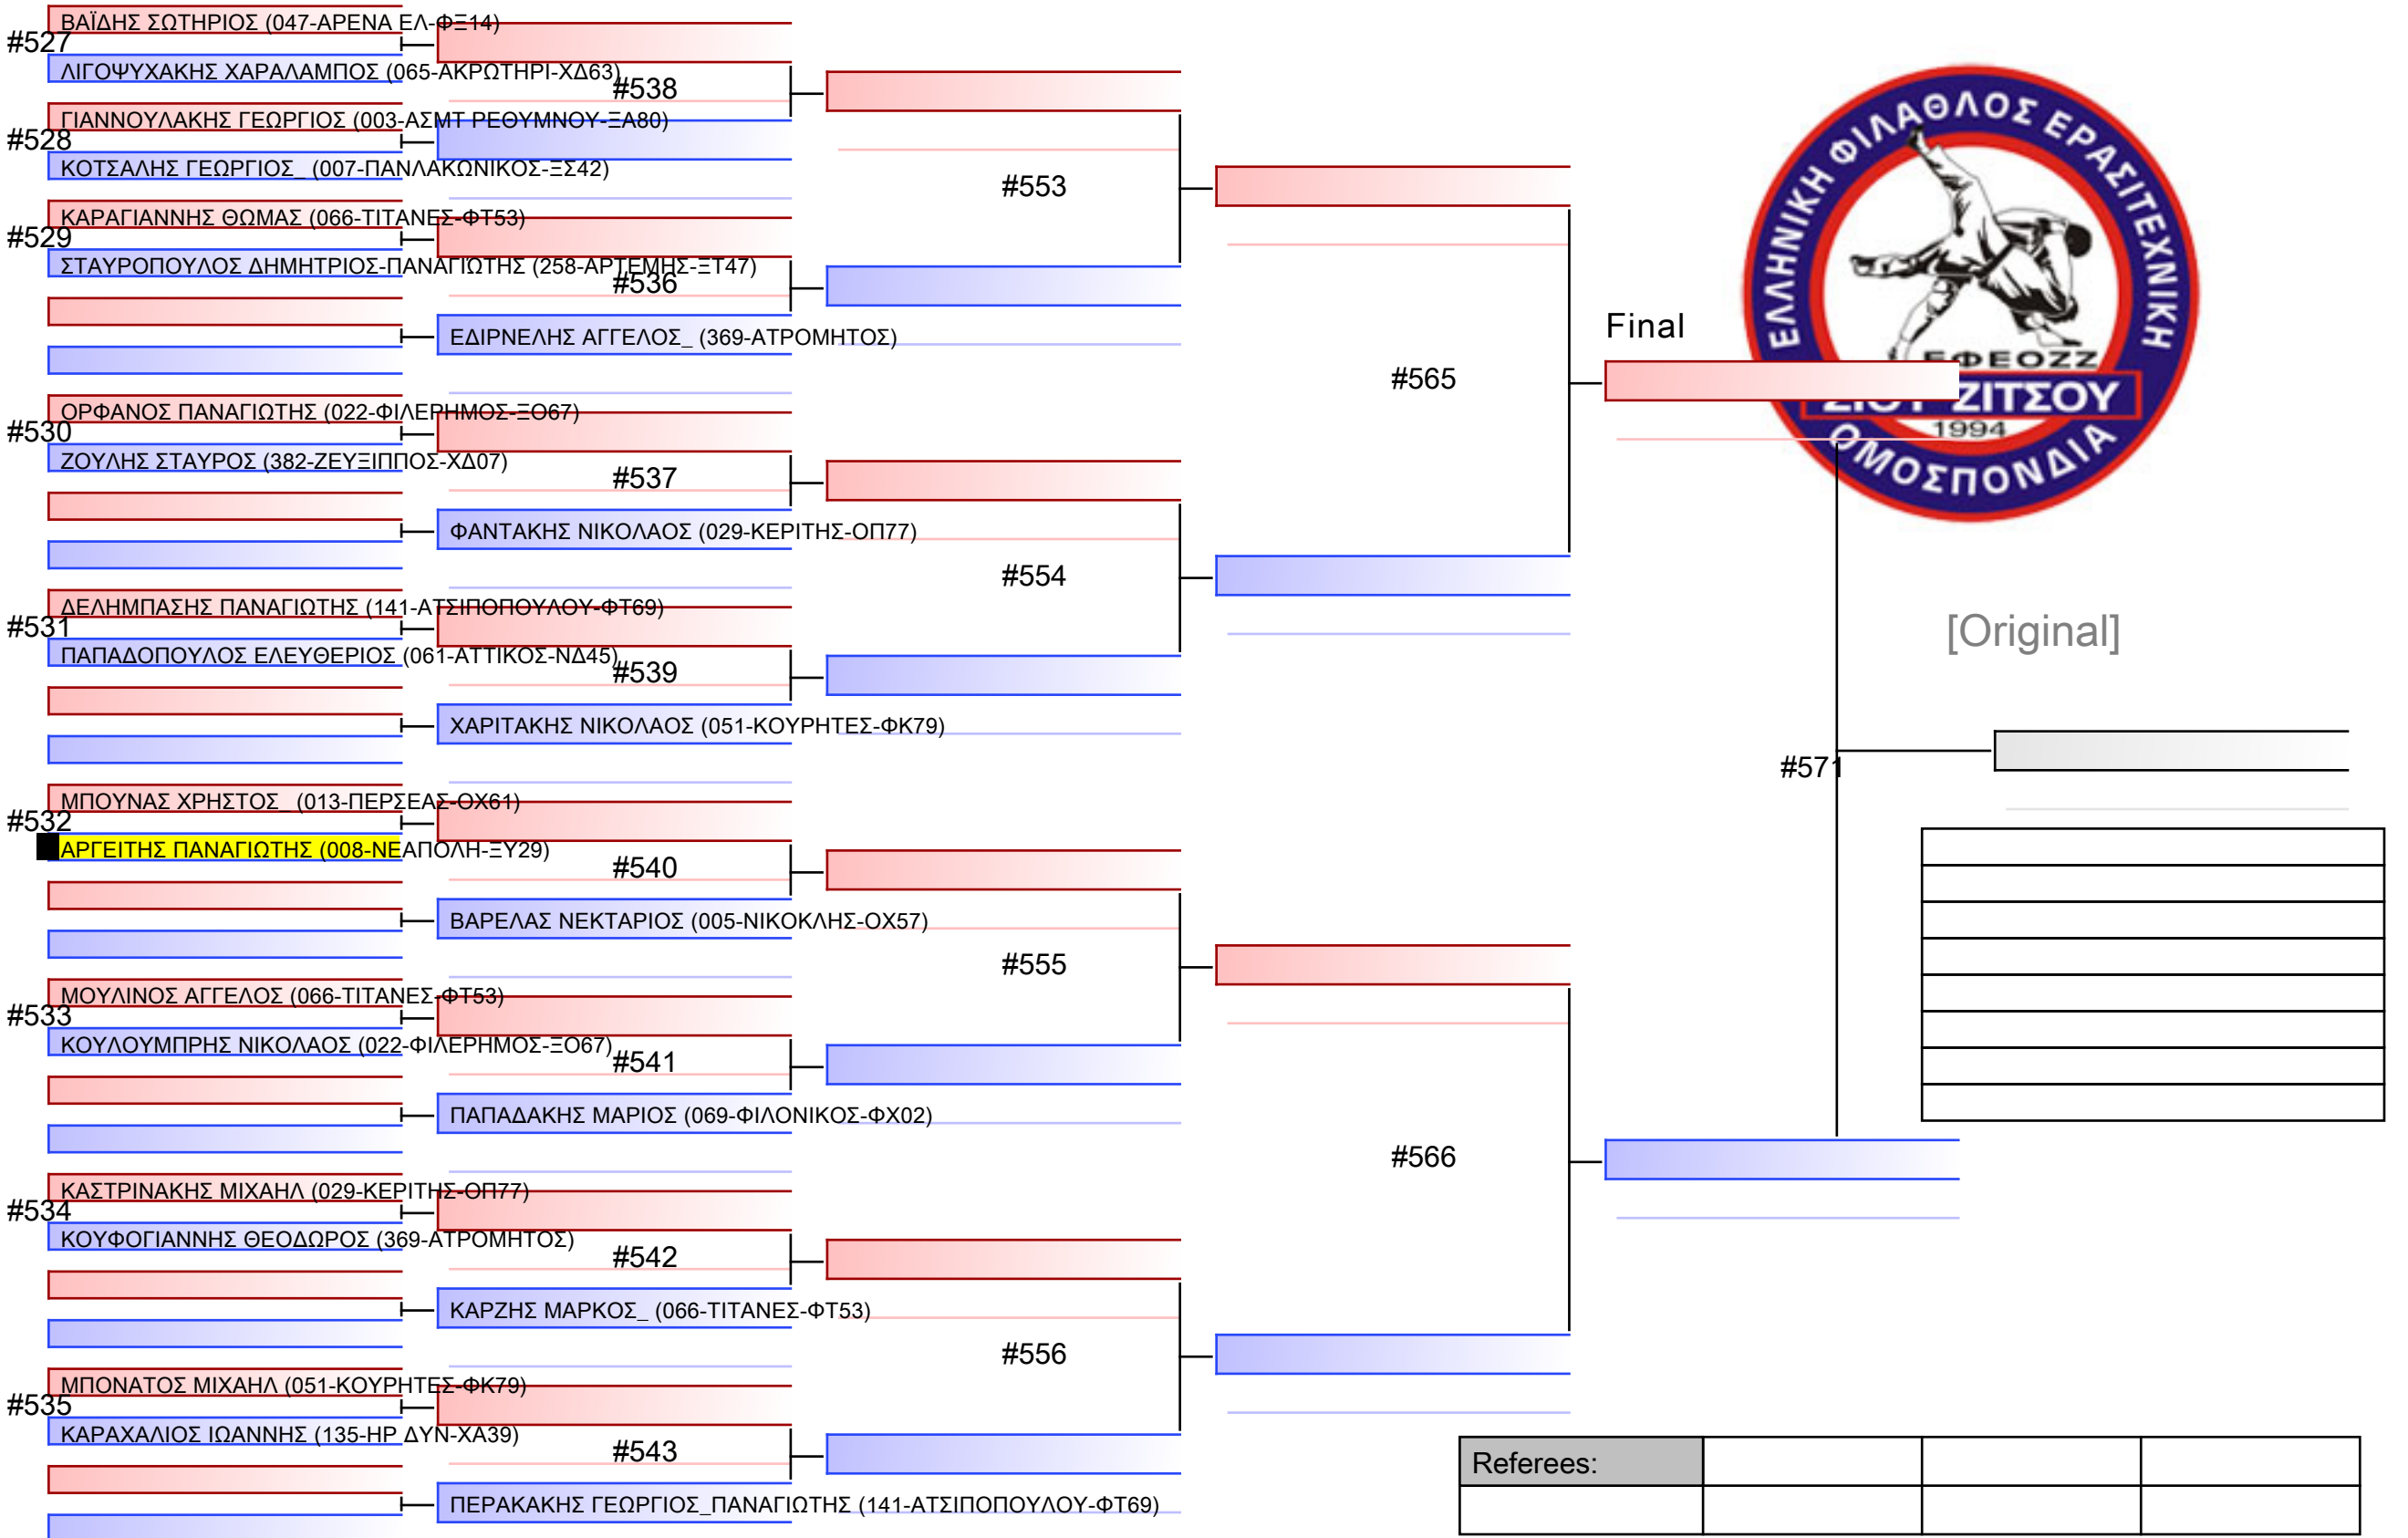 #527
ΒΑΪΔΗΣ ΣΩΤΗΡΙΟΣ (047-ΑΡΕΝΑ ΕΛ-ΦΞ14)
ΛΙΓΟΨΥΧΑΚΗΣ ΧΑΡΑΛΑΜΠΟΣ (065-ΑΚΡΩΤΗΡΙ-ΧΔ63)
#538
#528
ΓΙΑΝΝΟΥΛΑΚΗΣ ΓΕΩΡΓΙΟΣ (003-ΑΣΜΤ ΡΕΘΥΜΝΟΥ-ΞΑ80)
ΚΟΤΣΑΛΗΣ ΓΕΩΡΓΙΟΣ_ (007-ΠΑΝΛΑΚΩΝΙΚΟΣ-ΞΣ42)
#553
#529
ΚΑΡΑΓΙΑΝΝΗΣ ΘΩΜΑΣ (066-ΤΙΤΑΝΕΣ-ΦΤ53)
ΣΤΑΥΡΟΠΟΥΛΟΣ ΔΗΜΗΤΡΙΟΣ-ΠΑΝΑΓΙΩΤΗΣ (258-ΑΡΤΕΜΗΣ-ΞΤ47)
#536
ΕΔΙΡΝΕΛΗΣ ΑΓΓΕΛΟΣ_ (369-ΑΤΡΟΜΗΤΟΣ)
#565
Final
ΕΛΛΗΝΙΚΗ ΦΙΛΑΘΛΟΣ ΕΡΑΣΙΤΕΧΝΙΚΗ
ΕΦΕΟΖΖ
ΖΙΟΥ ΖΙΤΣΟΥ
1994
ΟΜΟΣΠΟΝΔΙΑ
#530
ΟΡΦΑΝΟΣ ΠΑΝΑΓΙΩΤΗΣ (022-ΦΙΛΕΡΗΜΟΣ-ΞΟ67)
ΖΟΥΛΗΣ ΣΤΑΥΡΟΣ (382-ΖΕΥΞΙΠΠΟΣ-ΧΔ07)
#537
ΦΑΝΤΑΚΗΣ ΝΙΚΟΛΑΟΣ (029-ΚΕΡΙΤΗΣ-ΟΠ77)
#554
#531
ΔΕΛΗΜΠΑΣΗΣ ΠΑΝΑΓΙΩΤΗΣ (141-ΑΤΣΙΠΟΠΟΥΛΟΥ-ΦΤ69)
ΠΑΠΑΔΟΠΟΥΛΟΣ ΕΛΕΥΘΕΡΙΟΣ (061-ΑΤΤΙΚΟΣ-ΝΔ45)
#539
[Original]
ΧΑΡΙΤΑΚΗΣ ΝΙΚΟΛΑΟΣ (051-ΚΟΥΡΗΤΕΣ-ΦΚ79)
#571
#532
ΜΠΟΥΝΑΣ ΧΡΗΣΤΟΣ_ (013-ΠΕΡΣΕΑΣ-ΟΧ61)
ΑΡΓΕΙΤΗΣ ΠΑΝΑΓΙΩΤΗΣ (008-ΝΕΑΠΟΛΗ-ΞΥ29)
#540
ΒΑΡΕΛΑΣ ΝΕΚΤΑΡΙΟΣ (005-ΝΙΚΟΚΛΗΣ-ΟΧ57)
#555
#533
ΜΟΥΛΙΝΟΣ ΑΓΓΕΛΟΣ (066-ΤΙΤΑΝΕΣ-ΦΤ53)
ΚΟΥΛΟΥΜΠΡΗΣ ΝΙΚΟΛΑΟΣ (022-ΦΙΛΕΡΗΜΟΣ-ΞΟ67)
#541
ΠΑΠΑΔΑΚΗΣ ΜΑΡΙΟΣ (069-ΦΙΛΟΝΙΚΟΣ-ΦΧ02)
#566
#534
ΚΑΣΤΡΙΝΑΚΗΣ ΜΙΧΑΗΛ (029-ΚΕΡΙΤΗΣ-ΟΠ77)
ΚΟΥΦΟΓΙΑΝΝΗΣ ΘΕΟΔΩΡΟΣ (369-ΑΤΡΟΜΗΤΟΣ)
#542
ΚΑΡΖΗΣ ΜΑΡΚΟΣ_ (066-ΤΙΤΑΝΕΣ-ΦΤ53)
#556
#535
ΜΠΟΝΑΤΟΣ ΜΙΧΑΗΛ (051-ΚΟΥΡΗΤΕΣ-ΦΚ79)
ΚΑΡΑΧΑΛΙΟΣ ΙΩΑΝΝΗΣ (135-ΗΡ ΔΥΝ-ΧΑ39)
#543
ΠΕΡΑΚΑΚΗΣ ΓΕΩΡΓΙΟΣ_ΠΑΝΑΓΙΩΤΗΣ (141-ΑΤΣΙΠΟΠΟΥΛΟΥ-ΦΤ69)
Referees: